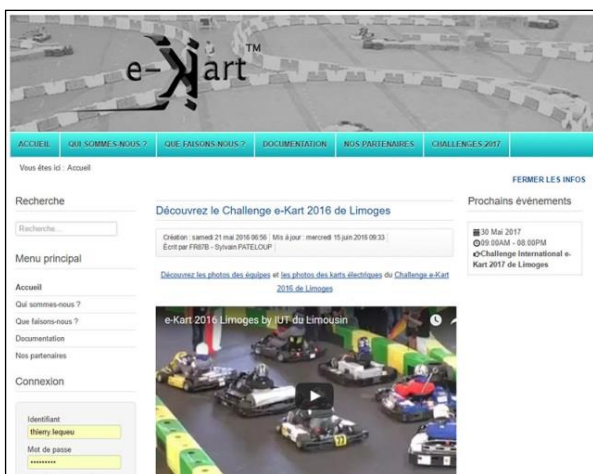 e-Kart™
ACCUEIL QUI SOMMES-NOUS ? QUE FAISONS-NOUS ? DOCUMENTATION NOS PARTENAIRES CHALLENGES 2017
Vous êtes ici : Accueil
FERMER LES INFOS
Recherche
Recherche...
Menu principal
Accueil
Qui sommes-nous ?
Que faisons-nous ?
Documentation
Nos partenaires
Connexion
Identifiant
thierry.lequeu
Mot de passe
•••••••••
Découvrez le Challenge e-Kart 2016 de Limoges
Création : samedi 21 mai 2016 06:56 | Mis à jour : mercredi 15 juin 2016 09:33
Écrit par FR87B - Sylvain PATELOUP
Découvrez les photos des équipes et les photos des karts électriques du Challenge e-Kart
2016 de Limoges
e-Kart 2016 Limoges by IUT du Limousin
Prochains évènements
30 Mai 2017
09:00AM - 08:00PM
Challenge International e-
Kart 2017 de Limoges